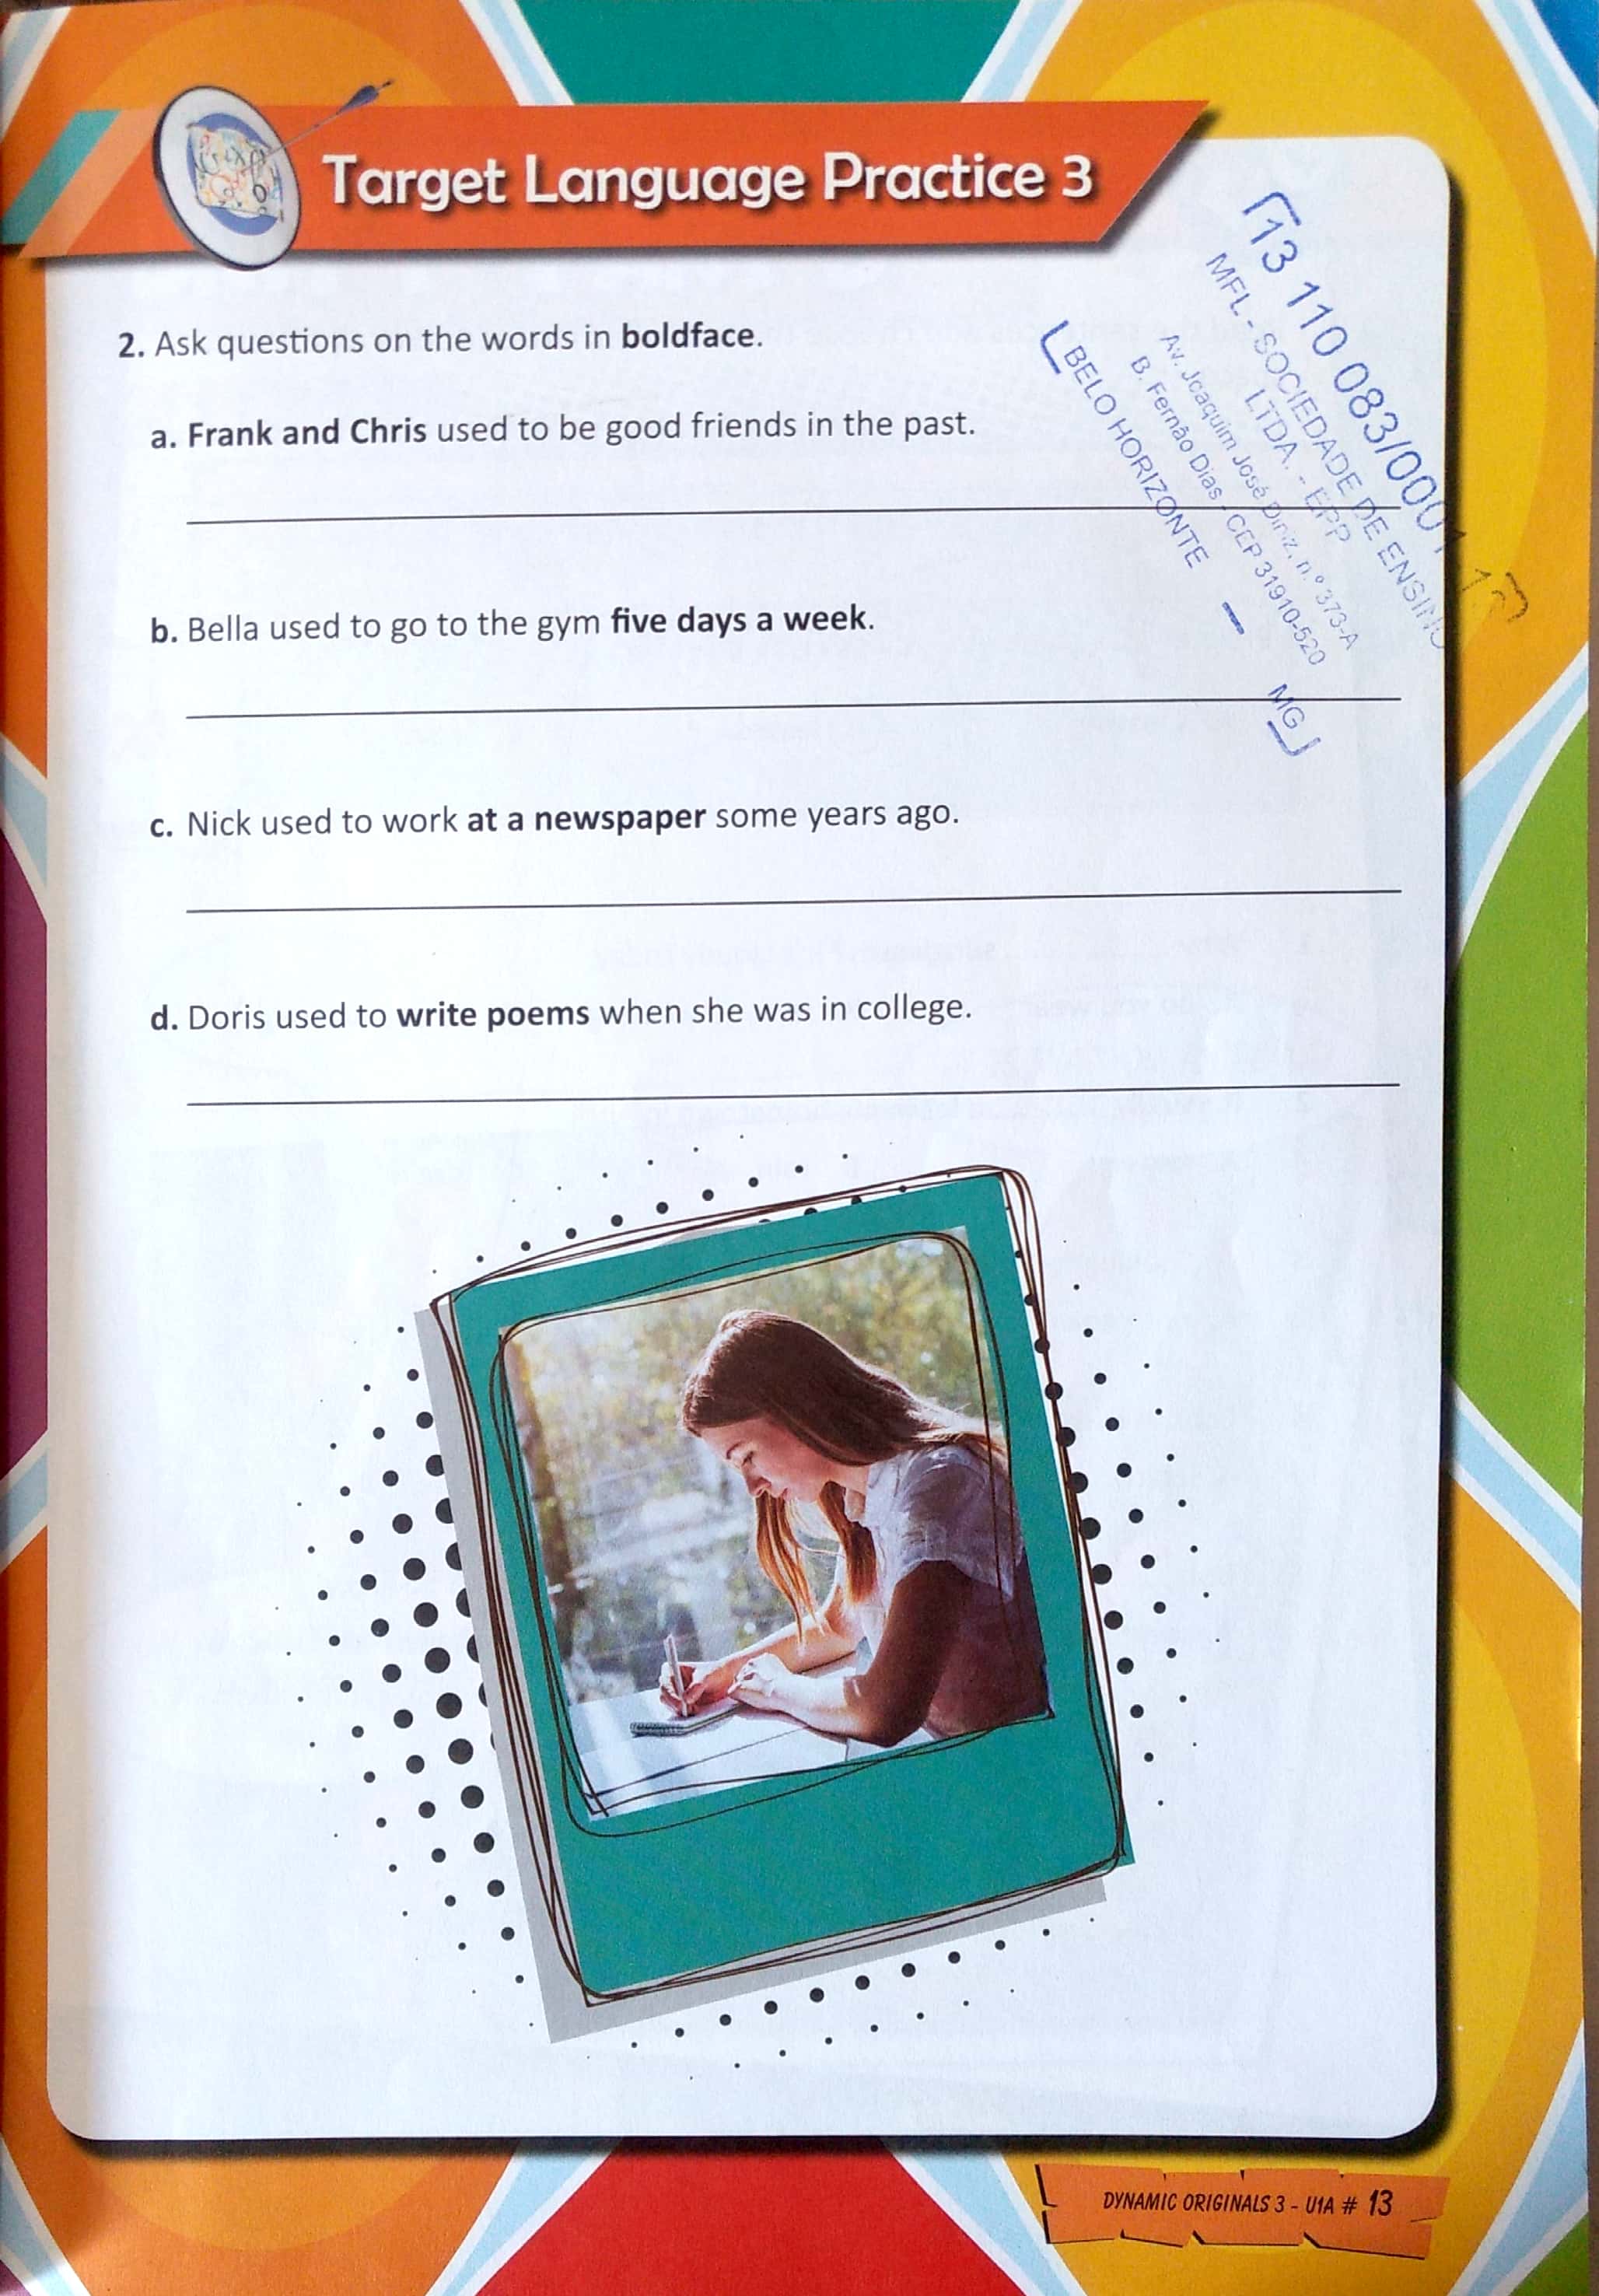 Target Language Practice 3
13 110 083/0001
MFL - SOCIEDADE DE ENSINO
LTDA. - EPP
Av. Joaquim José Diniz, n.º 373-A
B. Fernão Dias - CEP 31910-520
BELO HORIZONTE - MG
2. Ask questions on the words in boldface.
a. Frank and Chris used to be good friends in the past.
b. Bella used to go to the gym five days a week.
c. Nick used to work at a newspaper some years ago.
d. Doris used to write poems when she was in college.
DYNAMIC ORIGINALS 3 - U1A # 13